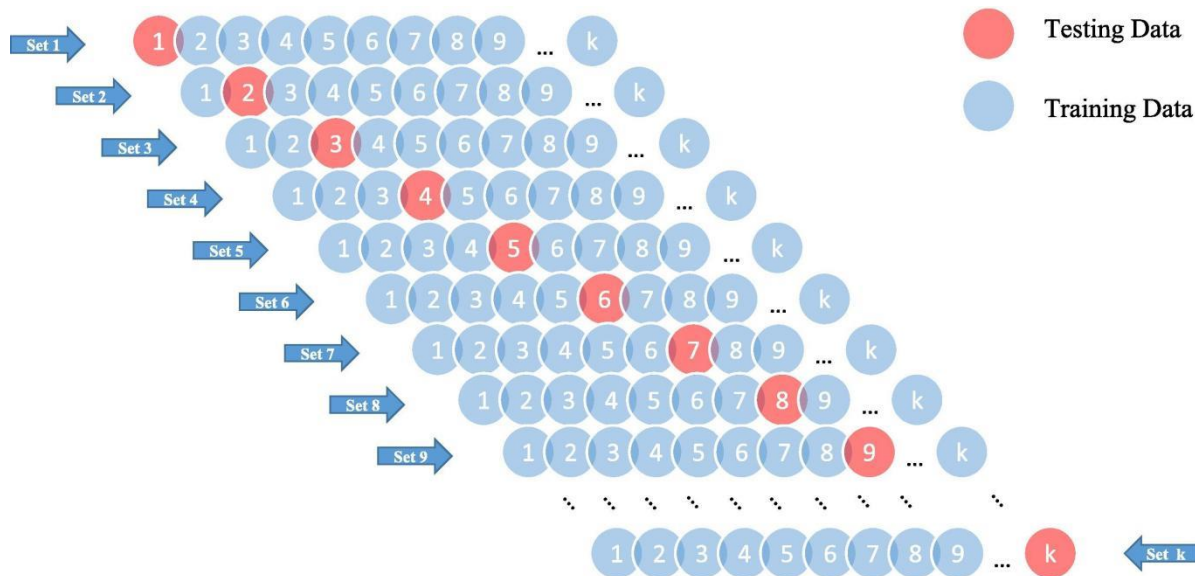 Set 1 1 2 3 4 5 6 7 8 9 ... k
Testing Data
Set 2 1 2 3 4 5 6 7 8 9 ... k
Training Data
Set 3 1 2 3 4 5 6 7 8 9 ... k
Set 4 1 2 3 4 5 6 7 8 9 ... k
Set 5 1 2 3 4 5 6 7 8 9 ... k
Set 6 1 2 3 4 5 6 7 8 9 ... k
Set 7 1 2 3 4 5 6 7 8 9 ... k
Set 8 1 2 3 4 5 6 7 8 9 ... k
Set 9 1 2 3 4 5 6 7 8 9 ... k
1 2 3 4 5 6 7 8 9 ... k Set k